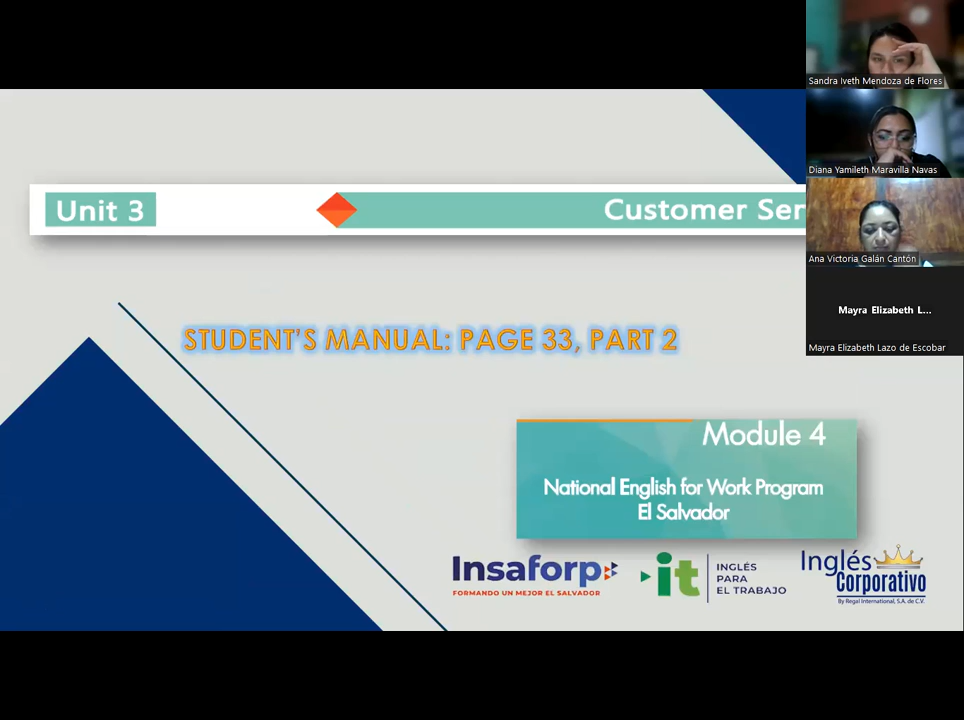 Sandra Iveth Mendoza de Flores
Diana Yamileth Maravilla Navas
Ana Victoria Galán Cantón
Mayra Elizabeth L...
Mayra Elizabeth Lazo de Escobar
Unit 3
Customer Ser
STUDENT'S MANUAL: PAGE 33, PART 2
Module 4
National English for Work Program
El Salvador
Insaforp
FORMANDO UN MEJOR EL SALVADOR
it
INGLÉS
PARA
EL TRABAJO
Inglés
Corporativo
By Regal International, S.A. de C.V.